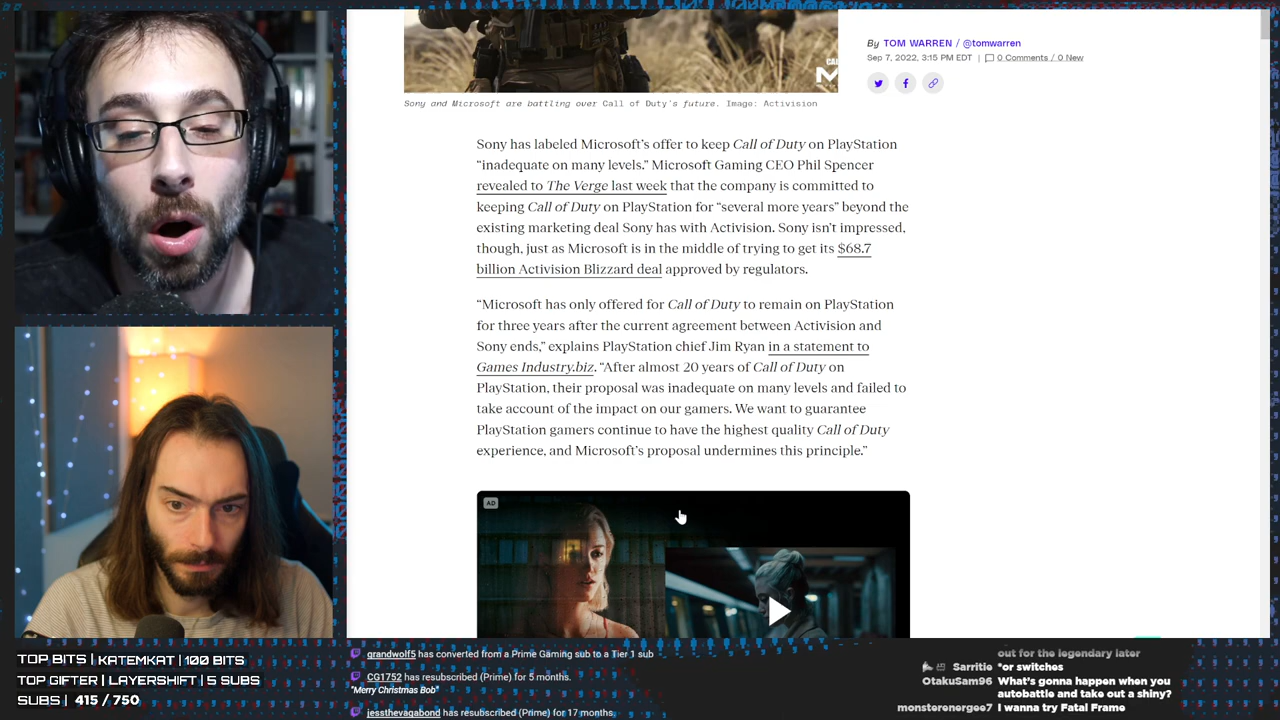 By TOM WARREN / @tomwarren
Sep 7, 2022, 3:15 PM EDT | 0 Comments / 0 New
Sony and Microsoft are battling over Call of Duty's future. Image: Activision
Sony has labeled Microsoft’s offer to keep Call of Duty on PlayStation
“inadequate on many levels.” Microsoft Gaming CEO Phil Spencer
revealed to The Verge last week that the company is committed to
keeping Call of Duty on PlayStation for “several more years” beyond the
existing marketing deal Sony has with Activision. Sony isn’t impressed,
though, just as Microsoft is in the middle of trying to get its $68.7
billion Activision Blizzard deal approved by regulators.
“Microsoft has only offered for Call of Duty to remain on PlayStation
for three years after the current agreement between Activision and
Sony ends,” explains PlayStation chief Jim Ryan in a statement to
Games Industry.biz. “After almost 20 years of Call of Duty on
PlayStation, their proposal was inadequate on many levels and failed to
take account of the impact on our gamers. We want to guarantee
PlayStation gamers continue to have the highest quality Call of Duty
experience, and Microsoft’s proposal undermines this principle.”
AD
TOP BITS | KATEMKAT | 100 BITS
TOP GIFTER | LAYERSHIFT | 5 SUBS
SUBS | 415 / 750
grandwolf5 has converted from a Prime Gaming sub to a Tier 1 sub
CG1752 has resubscribed (Prime) for 5 months.
"Merry Christmas Bob"
jessthevagabond has resubscribed (Prime) for 17 months.
out for the legendary later
Sarritie *or switches
OtakuSam96 What's gonna happen when you
autobattle and take out a shiny?
monsterenergee7 I wanna try Fatal Frame